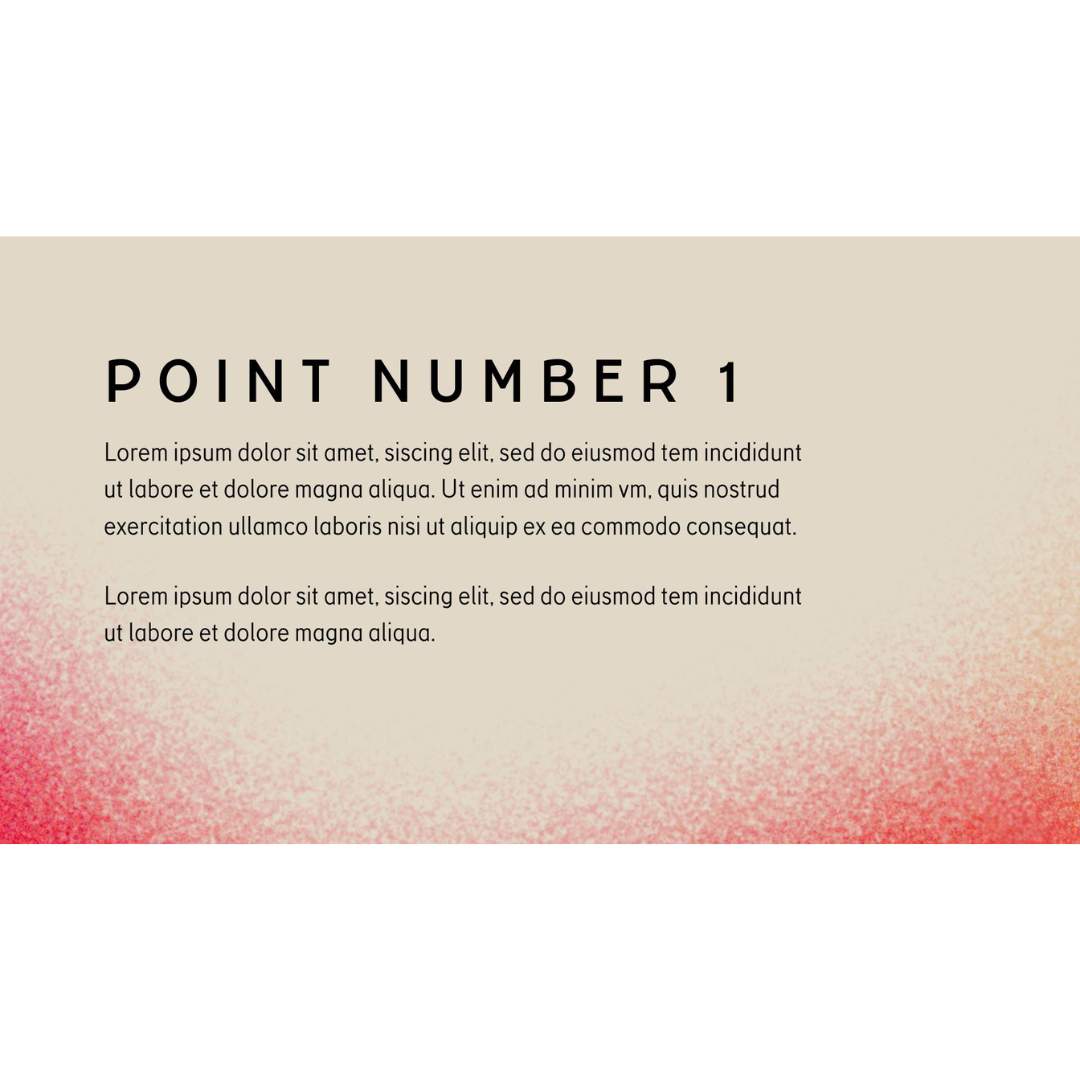 POINT NUMBER 1
Lorem ipsum dolor sit amet, siscing elit, sed do eiusmod tem incididunt
ut labore et dolore magna aliqua. Ut enim ad minim vm, quis nostrud
exercitation ullamco laboris nisi ut aliquip ex ea commodo consequat.
Lorem ipsum dolor sit amet, siscing elit, sed do eiusmod tem incididunt
ut labore et dolore magna aliqua.